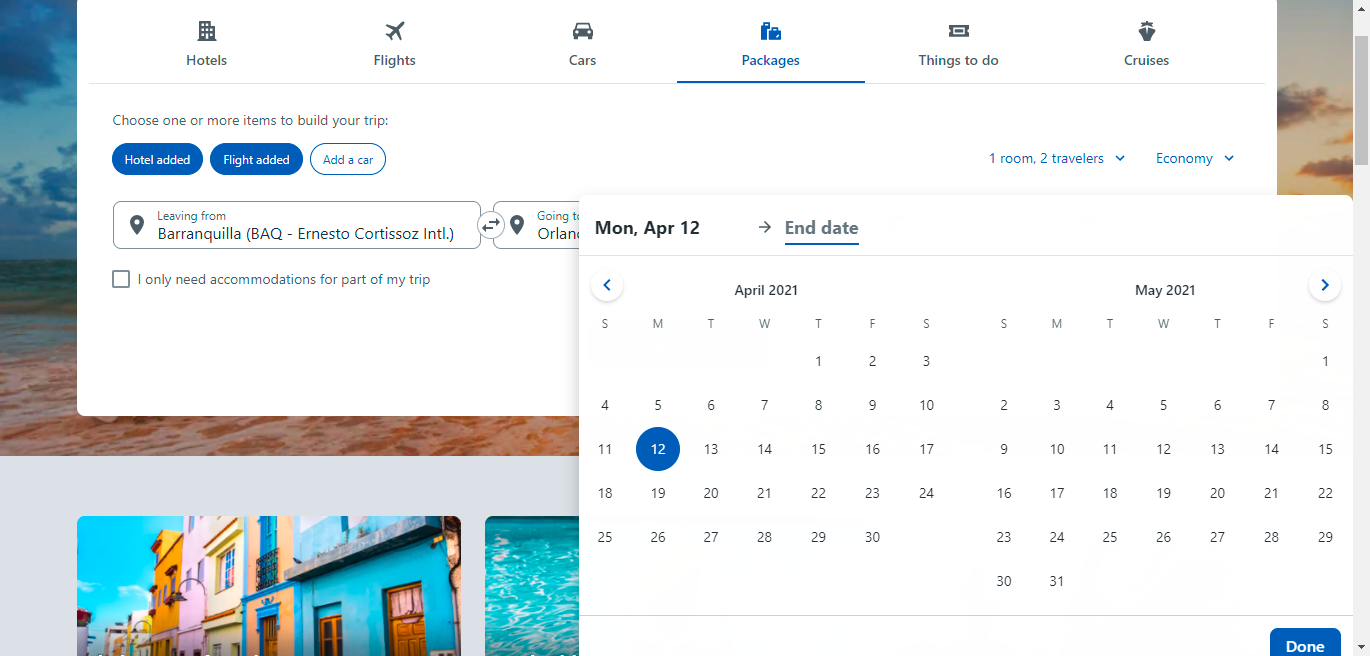 Hotels Flights Cars Packages Things to do Cruises
Choose one or more items to build your trip:
Hotel added Flight added Add a car
1 room, 2 travelers Economy
Leaving from
Barranquilla (BAQ - Ernesto Cortissoz Intl.)
Going to
I only need accommodations for part of my trip
Mon, Apr 12 End date
April 2021
S M T W T F S
1 2 3
4 5 6 7 8 9 10
11 12 13 14 15 16 17
18 19 20 21 22 23 24
25 26 27 28 29 30
May 2021
S M T W T F S
1
2 3 4 5 6 7 8
9 10 11 12 13 14 15
16 17 18 19 20 21 22
23 24 25 26 27 28 29
30 31
Done